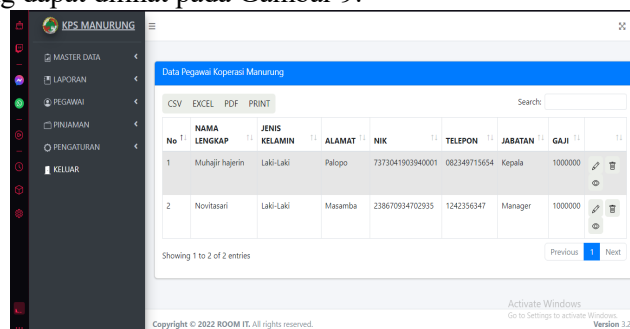 g dapat dilihat pada Gambar 9.
KPS MANURUNG
MASTER DATA
LAPORAN
PEGAWAI
PINJAMAN
PENGATURAN
KELUAR
Data Pegawai Koperasi Manurung
CSV EXCEL PDF PRINT
Search:
No NAMA LENGKAP JENIS KELAMIN ALAMAT NIK TELEPON JABATAN GAJI
1 Muhajir hajerin Laki-Laki Palopo 7373041903940001 082349715654 Kepala 1000000
2 Novitasari Laki-Laki Masamba 238670934702935 1242356347 Manager 1000000
Showing 1 to 2 of 2 entries
Previous 1 Next
Activate Windows
Go to Settings to activate Windows.
Copyright © 2022 ROOM IT. All rights reserved.
Version 3.2